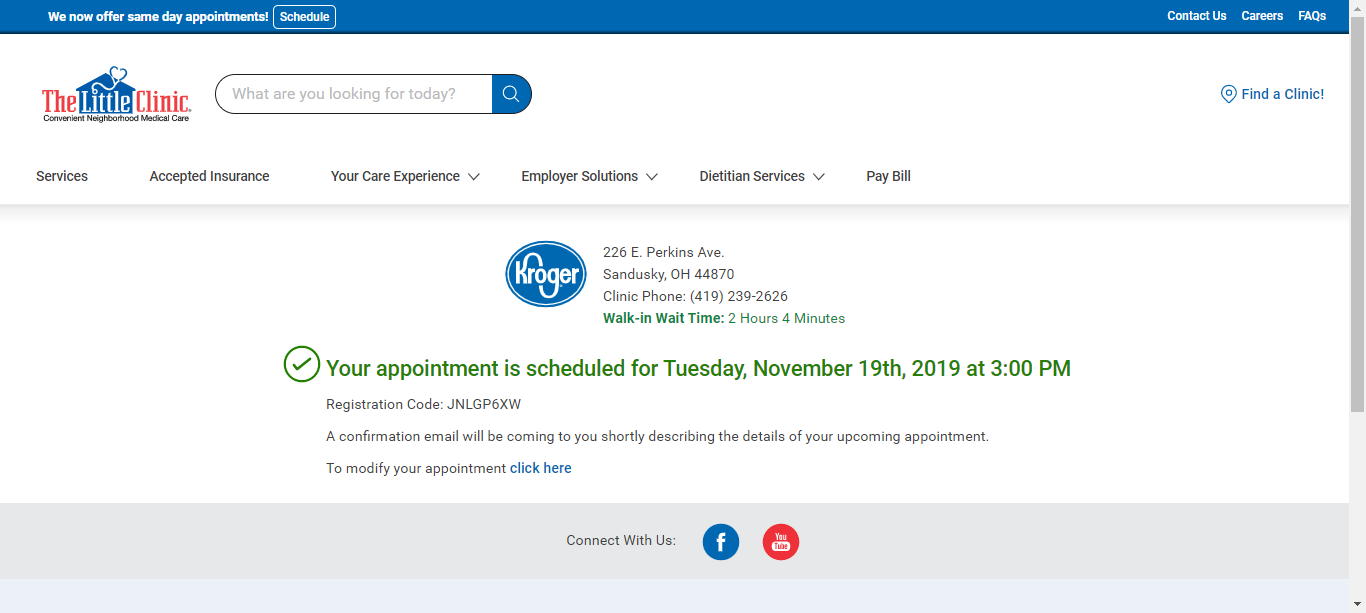 We now offer same day appointments! Schedule
Contact Us Careers FAQs
The Little Clinic.
Convenient Neighborhood Medical Care
What are you looking for today?
Find a Clinic!
Services Accepted Insurance Your Care Experience Employer Solutions Dietitian Services Pay Bill
Kroger
226 E. Perkins Ave.
Sandusky, OH 44870
Clinic Phone: (419) 239-2626
Walk-in Wait Time: 2 Hours 4 Minutes
Your appointment is scheduled for Tuesday, November 19th, 2019 at 3:00 PM
Registration Code: JNLGP6XW
A confirmation email will be coming to you shortly describing the details of your upcoming appointment.
To modify your appointment click here
Connect With Us: f You Tube